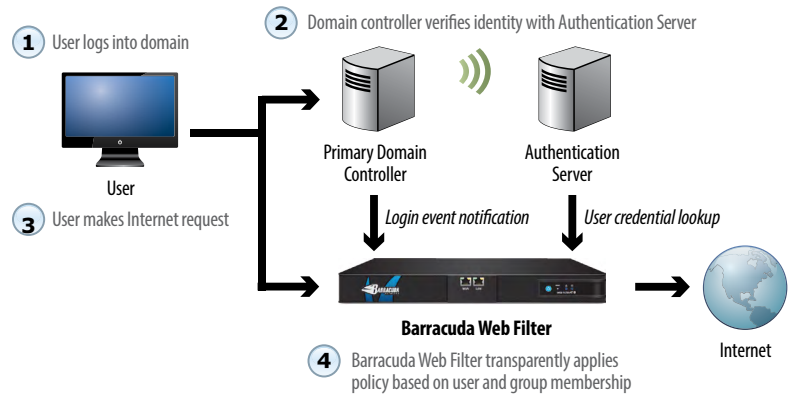 1 User logs into domain
2 Domain controller verifies identity with Authentication Server
Primary Domain
Controller
Authentication
Server
User
3 User makes Internet request
Login event notification
User credential lookup
BARRACUDA
Barracuda Web Filter
Internet
4 Barracuda Web Filter transparently applies
policy based on user and group membership